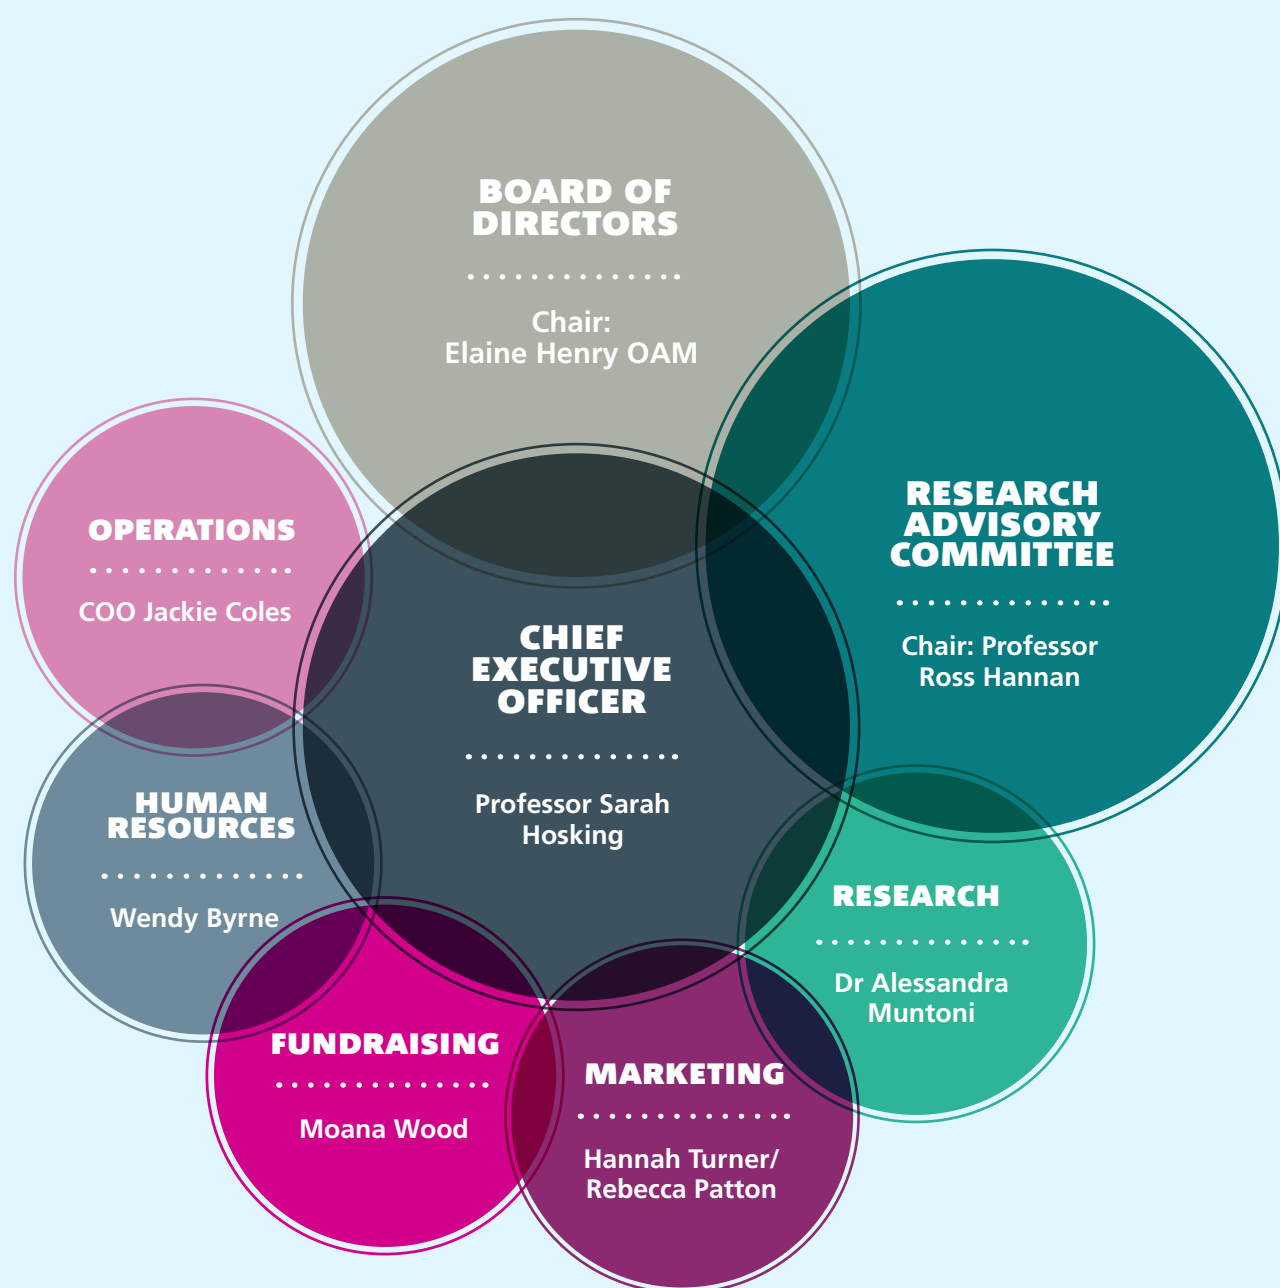 BOARD OF
DIRECTORS
Chair:
Elaine Henry OAM
RESEARCH
ADVISORY
COMMITTEE
Chair: Professor
Ross Hannan
OPERATIONS
COO Jackie Coles
CHIEF
EXECUTIVE
OFFICER
Professor Sarah
Hosking
HUMAN
RESOURCES
Wendy Byrne
RESEARCH
Dr Alessandra
Muntoni
FUNDRAISING
Moana Wood
MARKETING
Hannah Turner/
Rebecca Patton